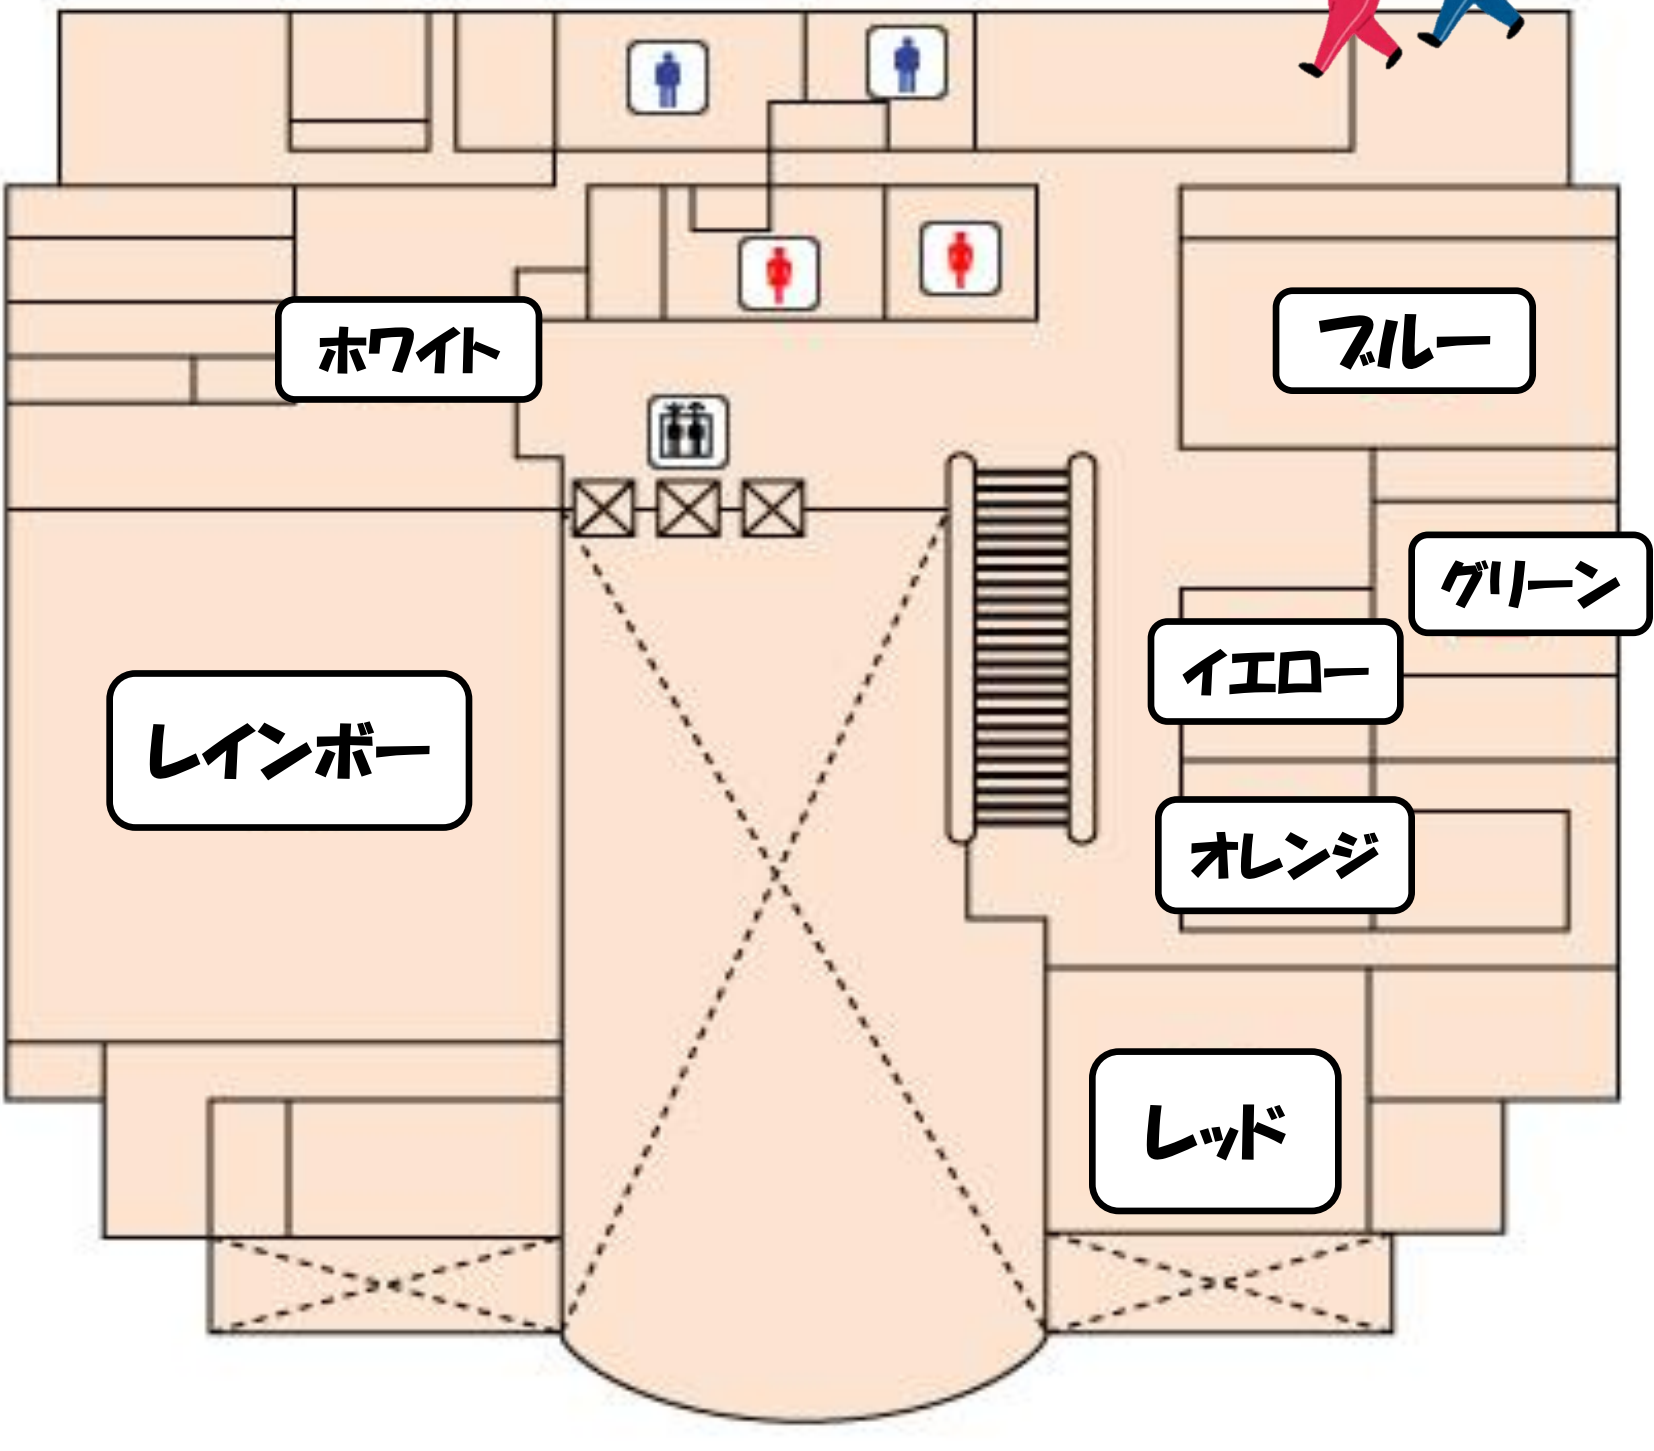 ホワイト
ブルー
グリーン
イエロー
レインボー
オレンジ
レッド